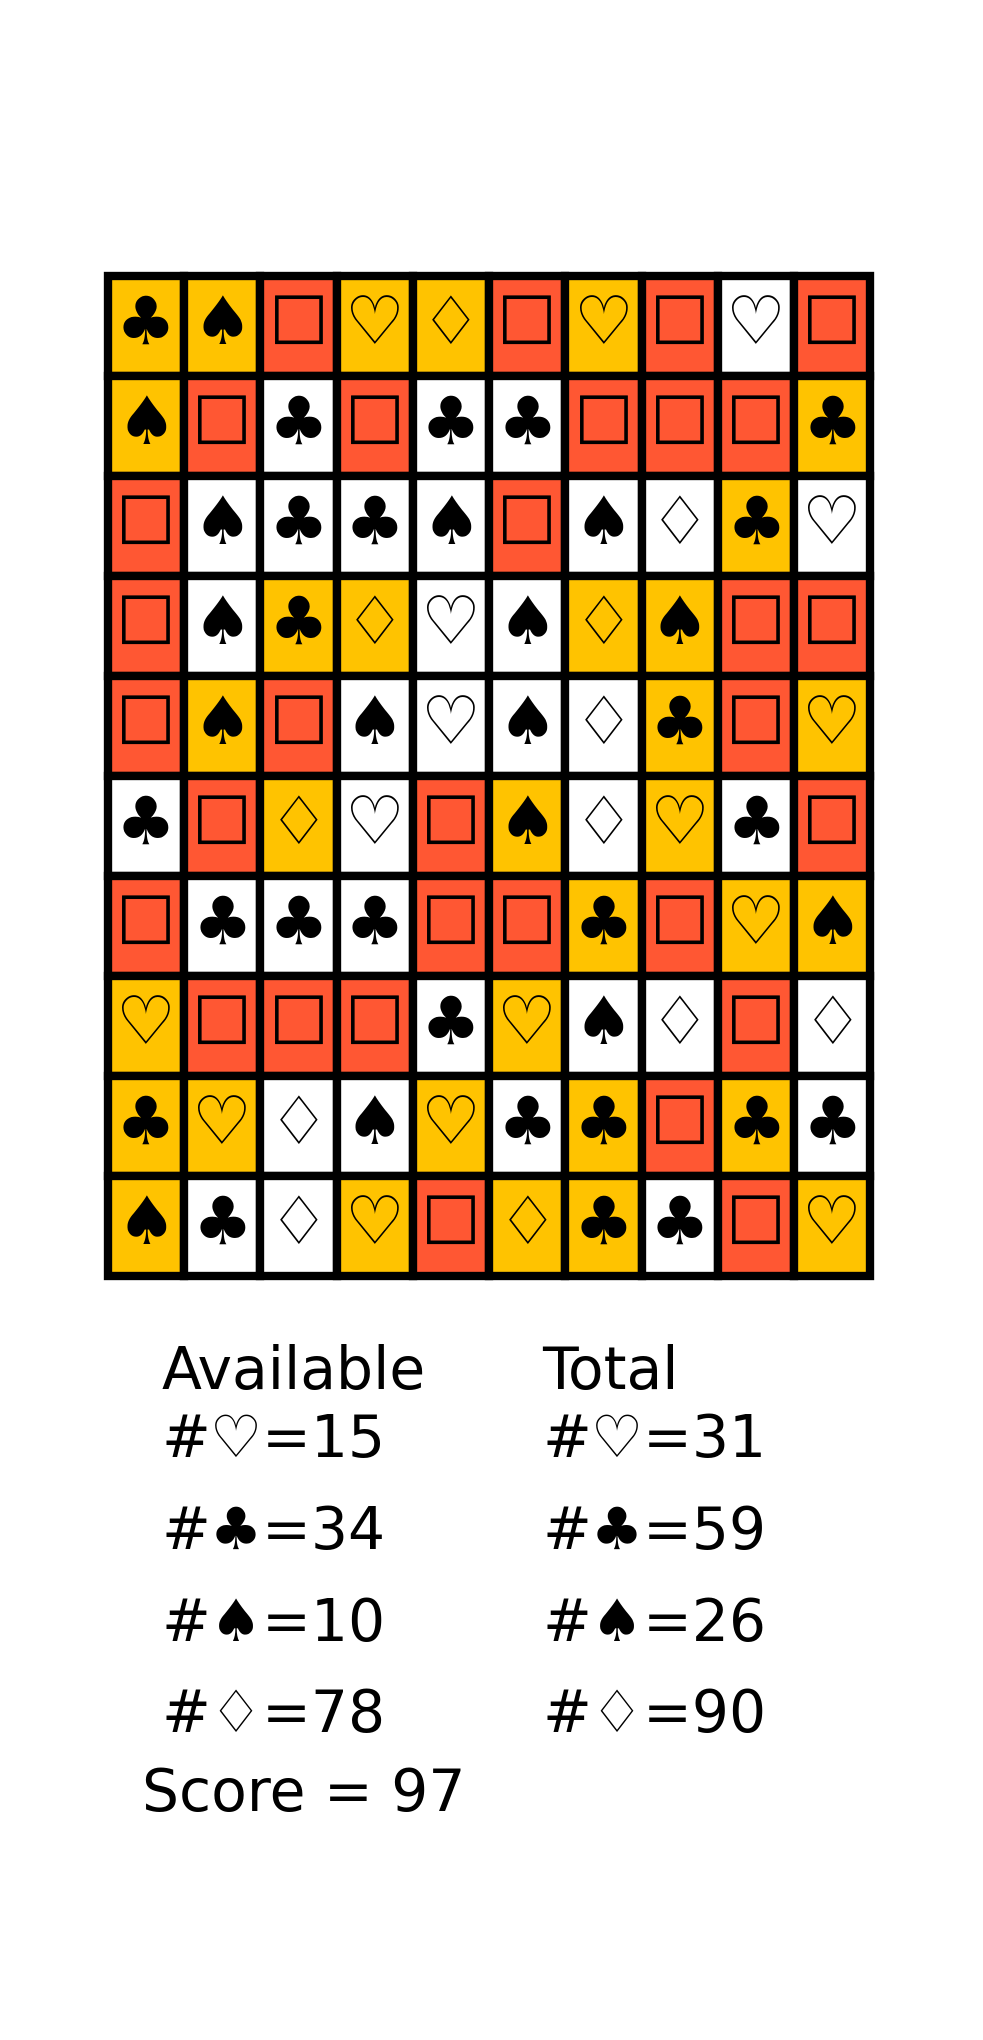 ♣ ♠ □ ♡ ♢ □ ♡ □ ♡ □
♠ □ ♣ □ ♣ ♣ □ □ □ ♣
□ ♠ ♣ ♣ ♠ □ ♠ ♢ ♣ ♡
□ ♠ ♣ ♢ ♡ ♠ ♢ ♠ □ □
□ ♠ □ ♠ ♡ ♠ ♢ ♣ □ ♡
♣ □ ♢ ♡ □ ♠ ♢ ♡ ♣ □
□ ♣ ♣ ♣ □ □ ♣ □ ♡ ♠
♡ □ □ □ ♣ ♡ ♠ ♢ □ ♢
♣ ♡ ♢ ♠ ♡ ♣ ♣ □ ♣ ♣
♠ ♣ ♢ ♡ □ ♢ ♣ ♣ □ ♡
Available Total
#♡=15 #♡=31
#♣=34 #♣=59
#♠=10 #♠=26
#♢=78 #♢=90
Score = 97